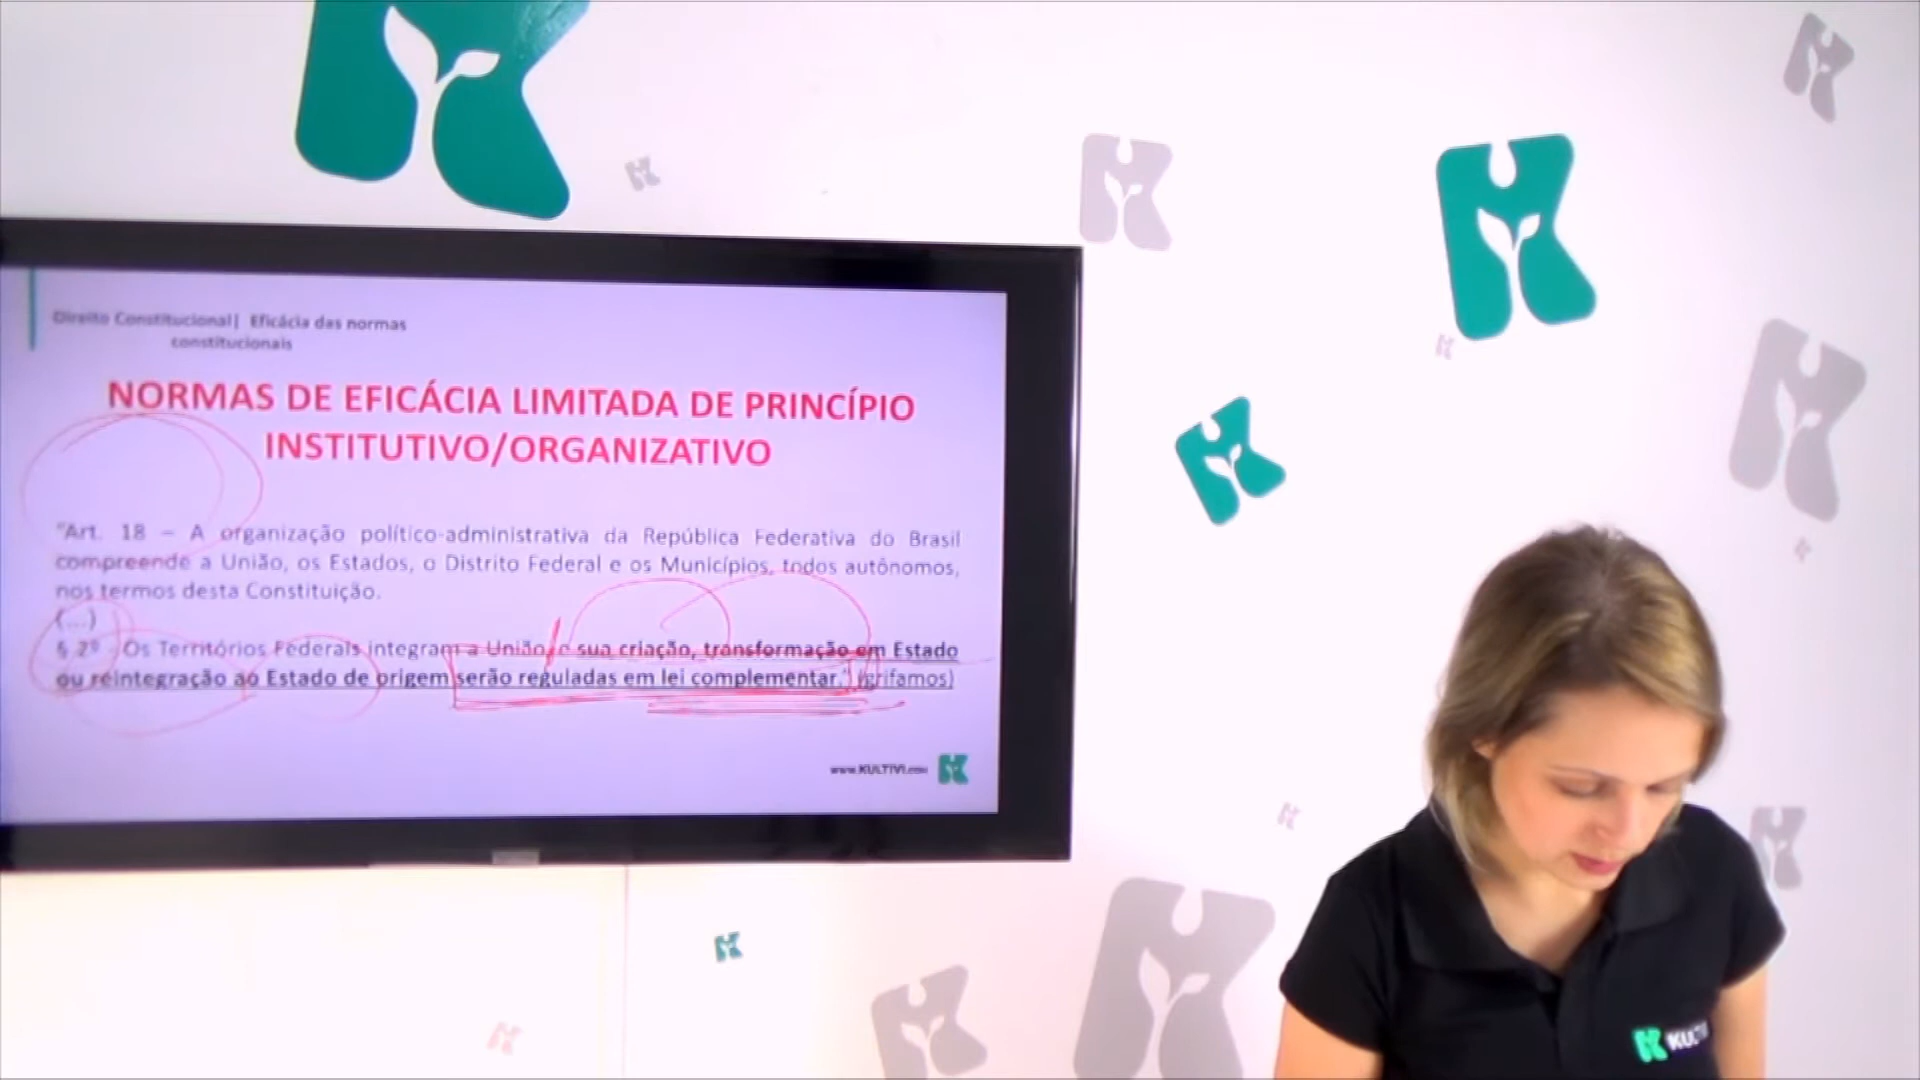 Direito Constitucional| Eficácia das normas
constitucionais
NORMAS DE EFICÁCIA LIMITADA DE PRINCÍPIO
INSTITUTIVO/ORGANIZATIVO
"Art. 18 – A organização político-administrativa da República Federativa do Brasil
compreende a União, os Estados, o Distrito Federal e os Municípios, todos autônomos,
nos termos desta Constituição.
(...)
§ 2º - Os Territórios Federais integram a União, e sua criação, transformação em Estado
ou reintegração ao Estado de origem serão reguladas em lei complementar." (grifamos)
www.KULTIVI.com
KULTIVI